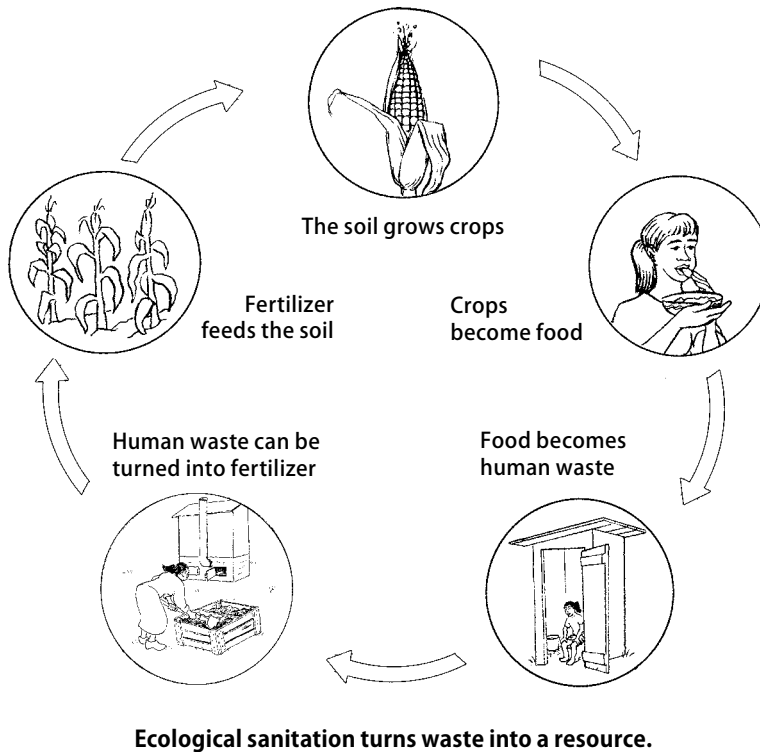 The soil grows crops
Crops
become food
Food becomes
human waste
Human waste can be
turned into fertilizer
Fertilizer
feeds the soil
Ecological sanitation turns waste into a resource.